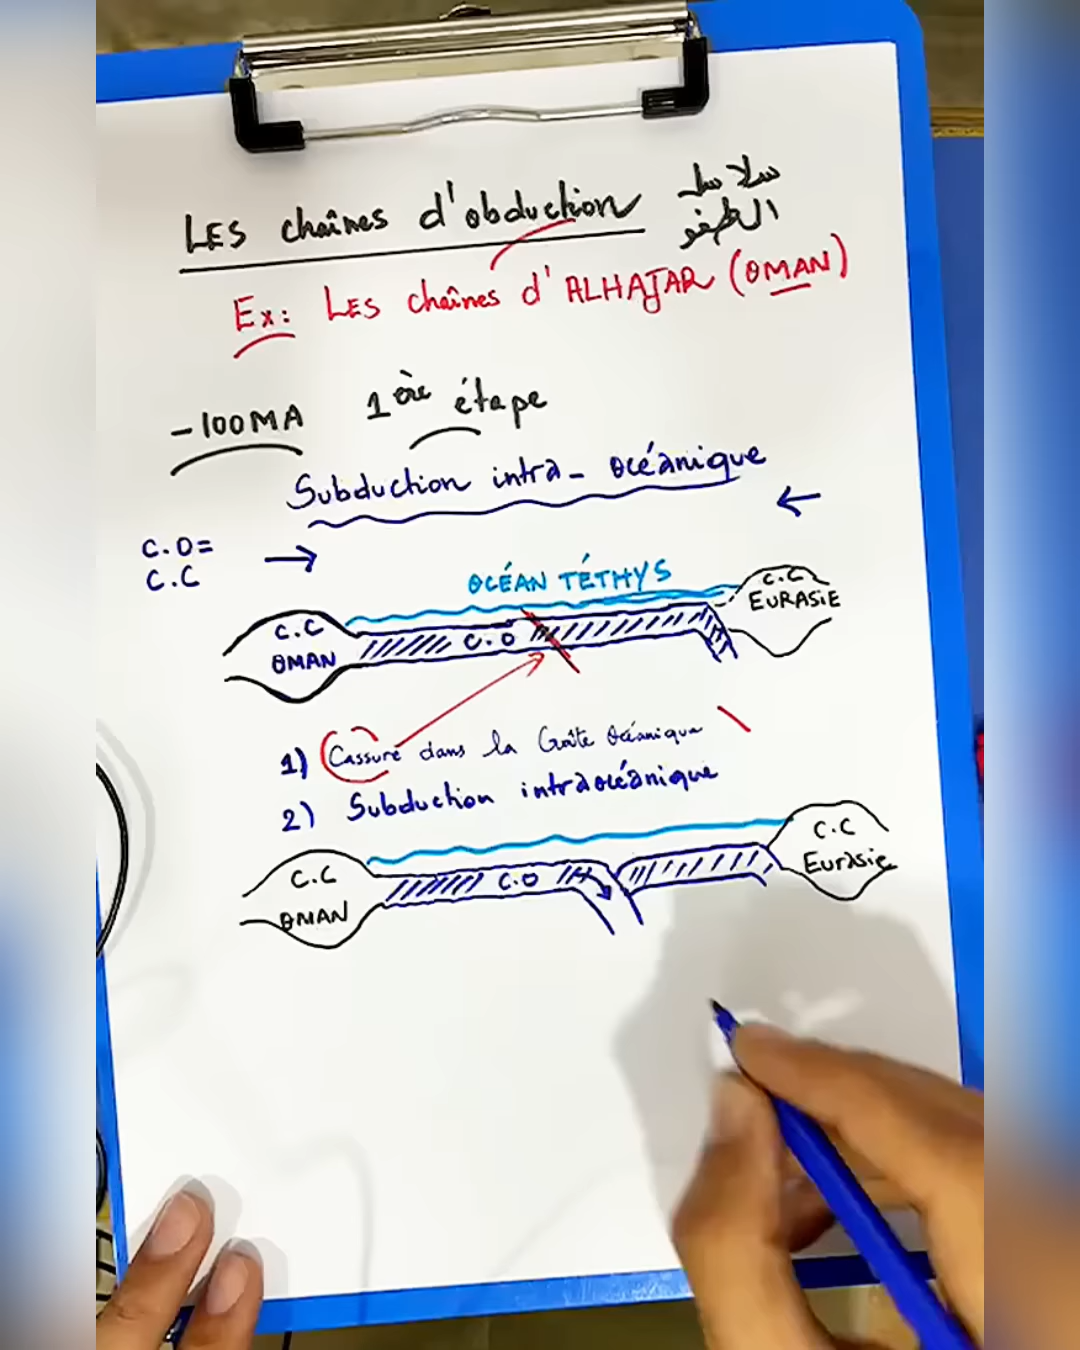 LES chaînes d'obduction
سلاسل
الطفو
Ex: LES chaînes d'ALHAJAR (OMAN)
-100MA 1ère étape
Subduction intra-océanique
C.O=
C.C
OCÉAN TÉTHYS
C.C
OMAN
C.O
C.C
EURASIE
1) Cassure dans la Croûte Océanique
2) Subduction intraocéanique
C.C
OMAN
C.O
C.C
Eurasie